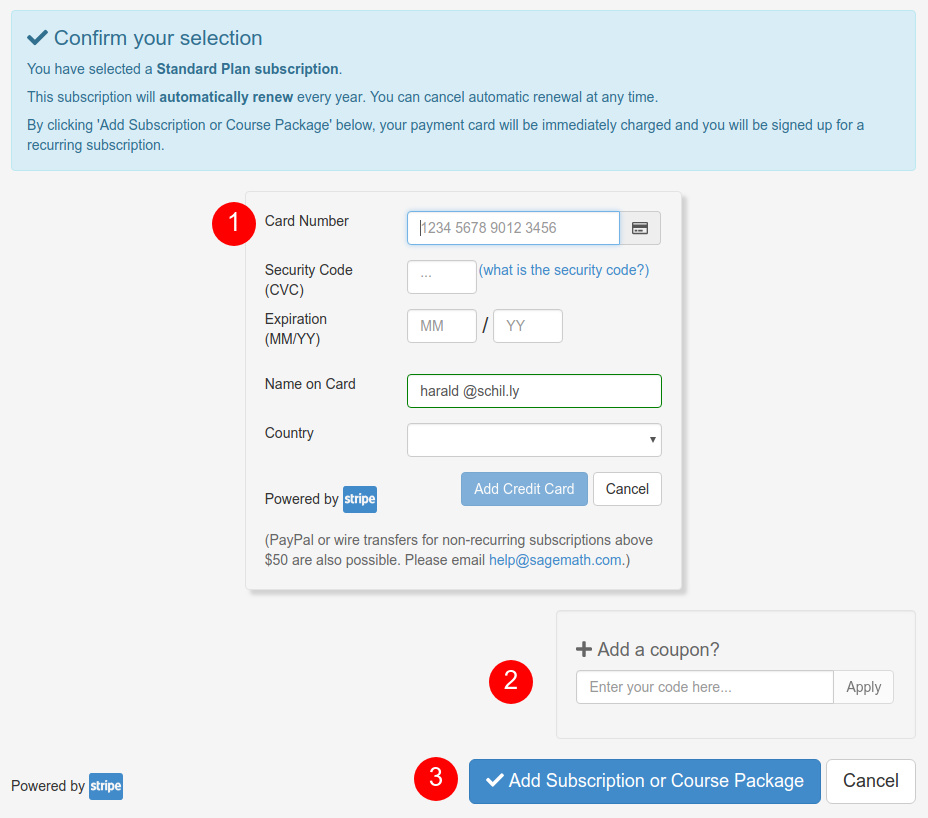 Confirm your selection
You have selected a Standard Plan subscription.
This subscription will automatically renew every year. You can cancel automatic renewal at any time.
By clicking 'Add Subscription or Course Package' below, your payment card will be immediately charged and you will be signed up for a
recurring subscription.
1
Card Number
1234 5678 9012 3456
Security Code
(CVC)
... (what is the security code?)
Expiration
(MM/YY)
MM / YY
Name on Card
harald @schil.ly
Country
Powered by stripe
Add Credit Card
Cancel
(PayPal or wire transfers for non-recurring subscriptions above
$50 are also possible. Please email help@sagemath.com.)
2
Add a coupon?
Enter your code here...
Apply
Powered by stripe
3
Add Subscription or Course Package
Cancel